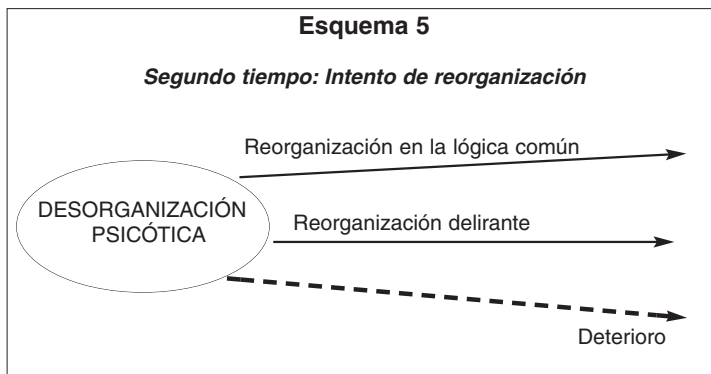 Esquema 5
Segundo tiempo: Intento de reorganización
Reorganización en la lógica común
DESORGANIZACIÓN
PSICÓTICA
Reorganización delirante
Deterioro